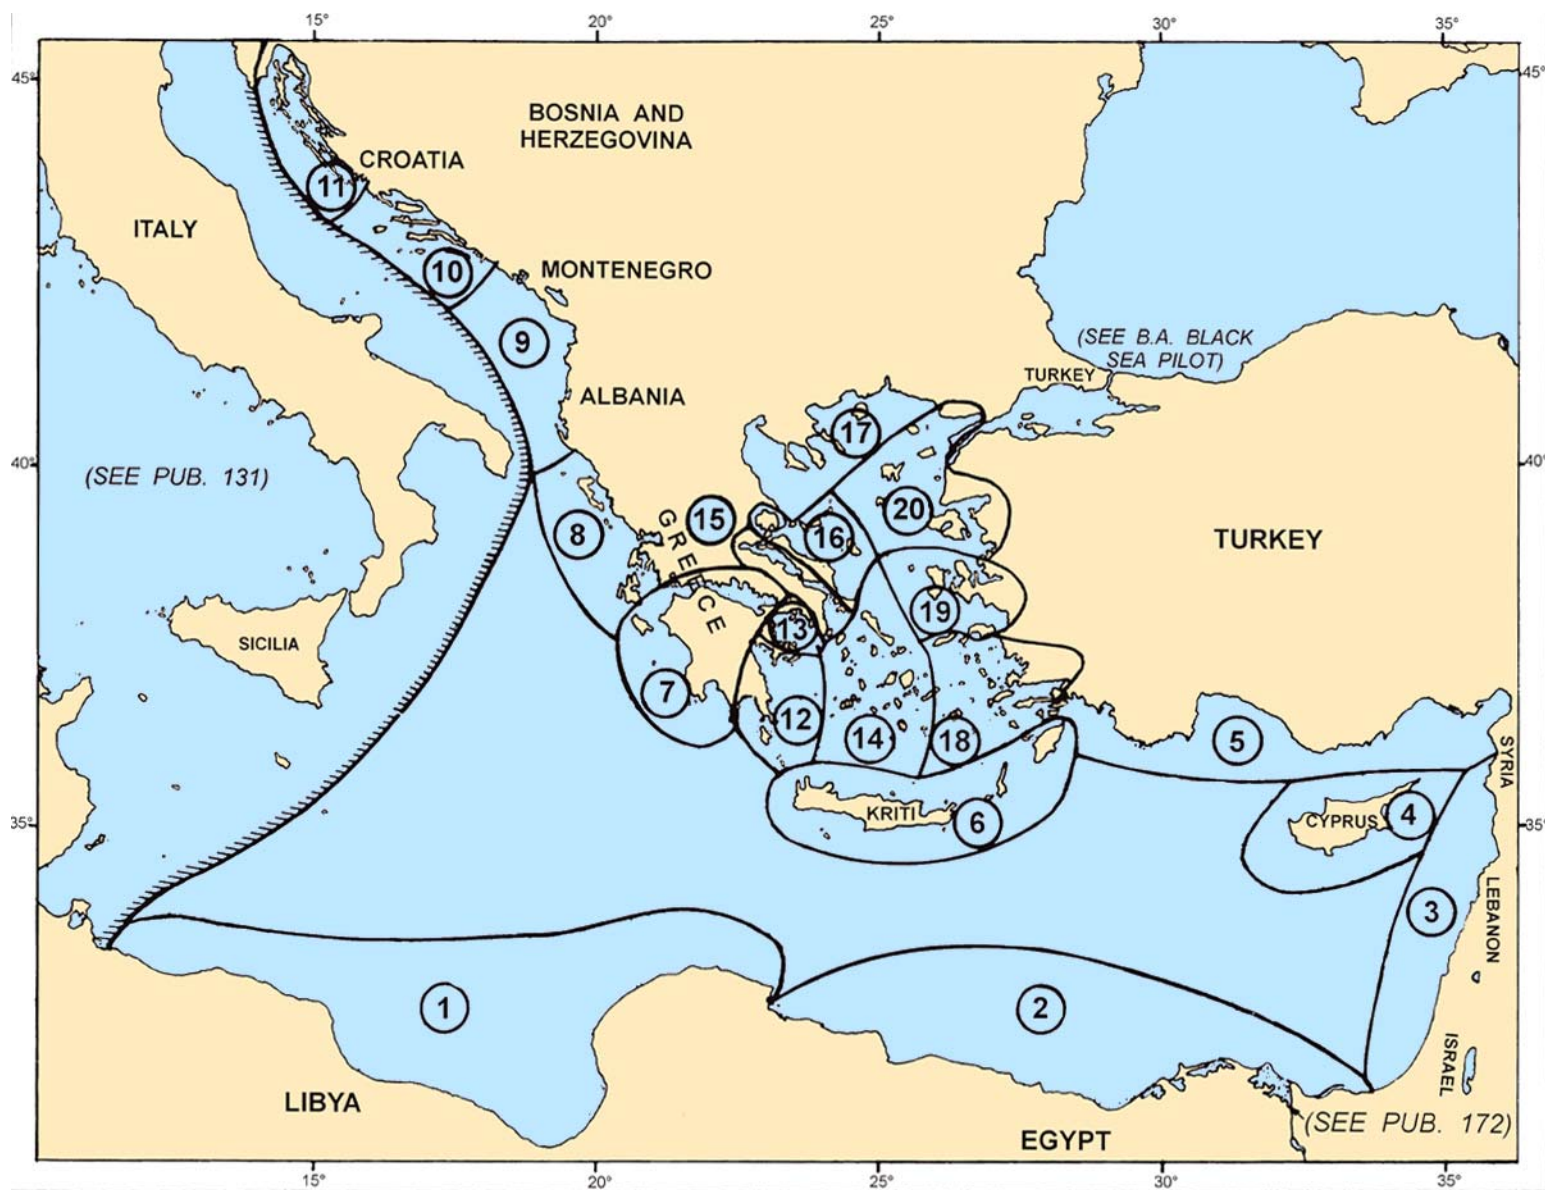 15°
20°
25°
30°
35°
45°
45°
BOSNIA AND
HERZEGOVINA
CROATIA
11
ITALY
10
MONTENEGRO
9
(SEE B.A. BLACK
SEA PILOT)
TURKEY
ALBANIA
17
40°
40°
(SEE PUB. 131)
8
15
GREECE
16
20
TURKEY
SICILIA
13
19
7
12
14
18
5
SYRIA
KRITI
6
CYPRUS
4
35°
35°
3
LEBANON
1
2
ISRAEL
LIBYA
EGYPT
(SEE PUB. 172)
15°
20°
25°
30°
35°